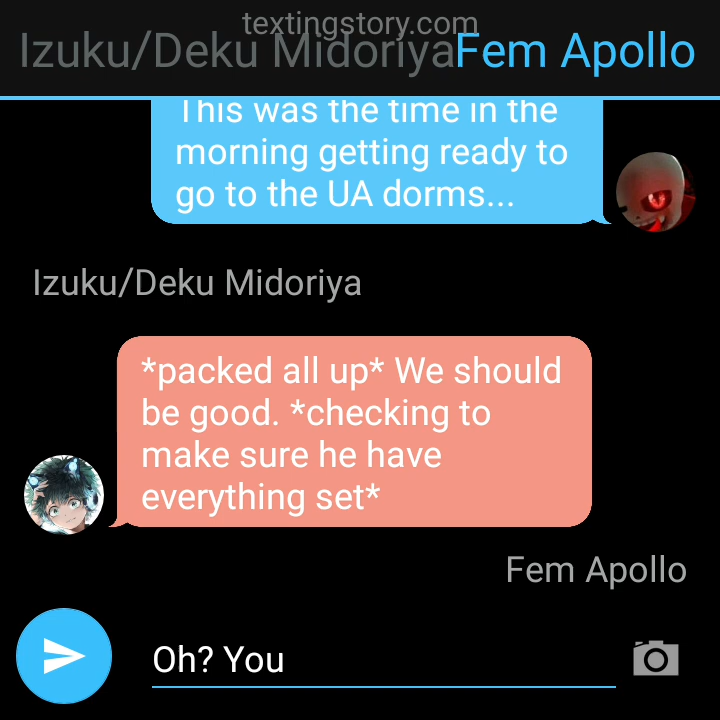 textingstory.com
Izuku/Deku Midoriya Fem Apollo
This was the time in the
morning getting ready to
go to the UA dorms...
Izuku/Deku Midoriya
*packed all up* We should
be good. *checking to
make sure he have
everything set*
Fem Apollo
Oh? You